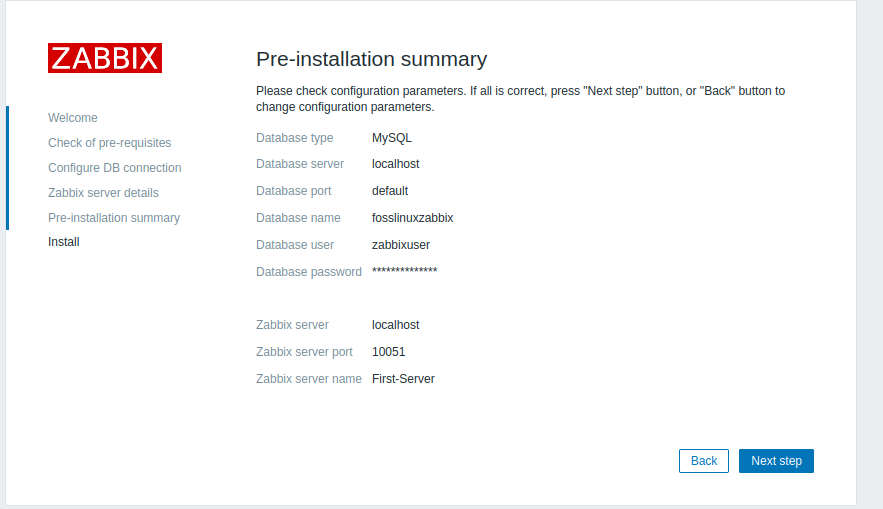 ZABBIX
Welcome
Check of pre-requisites
Configure DB connection
Zabbix server details
Pre-installation summary
Install
Pre-installation summary
Please check configuration parameters. If all is correct, press "Next step" button, or "Back" button to
change configuration parameters.
Database type MySQL
Database server localhost
Database port default
Database name fosslinuxzabbix
Database user zabbixuser
Database password **************
Zabbix server localhost
Zabbix server port 10051
Zabbix server name First-Server
Back Next step